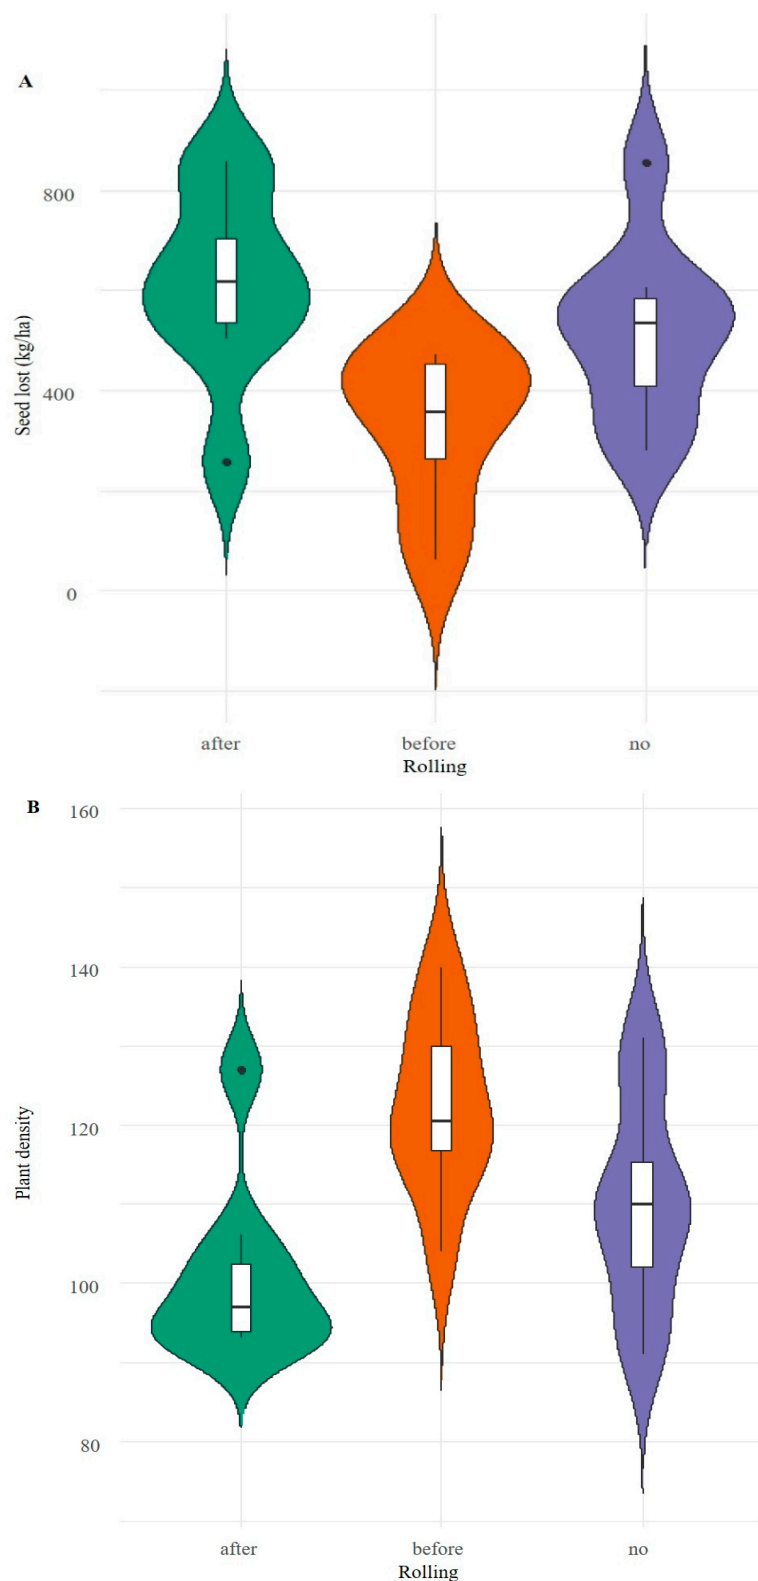 A
800
400
0
Seed lost (kg/ha)
after before no
Rolling
B
160
140
120
100
80
Plant density
after before no
Rolling